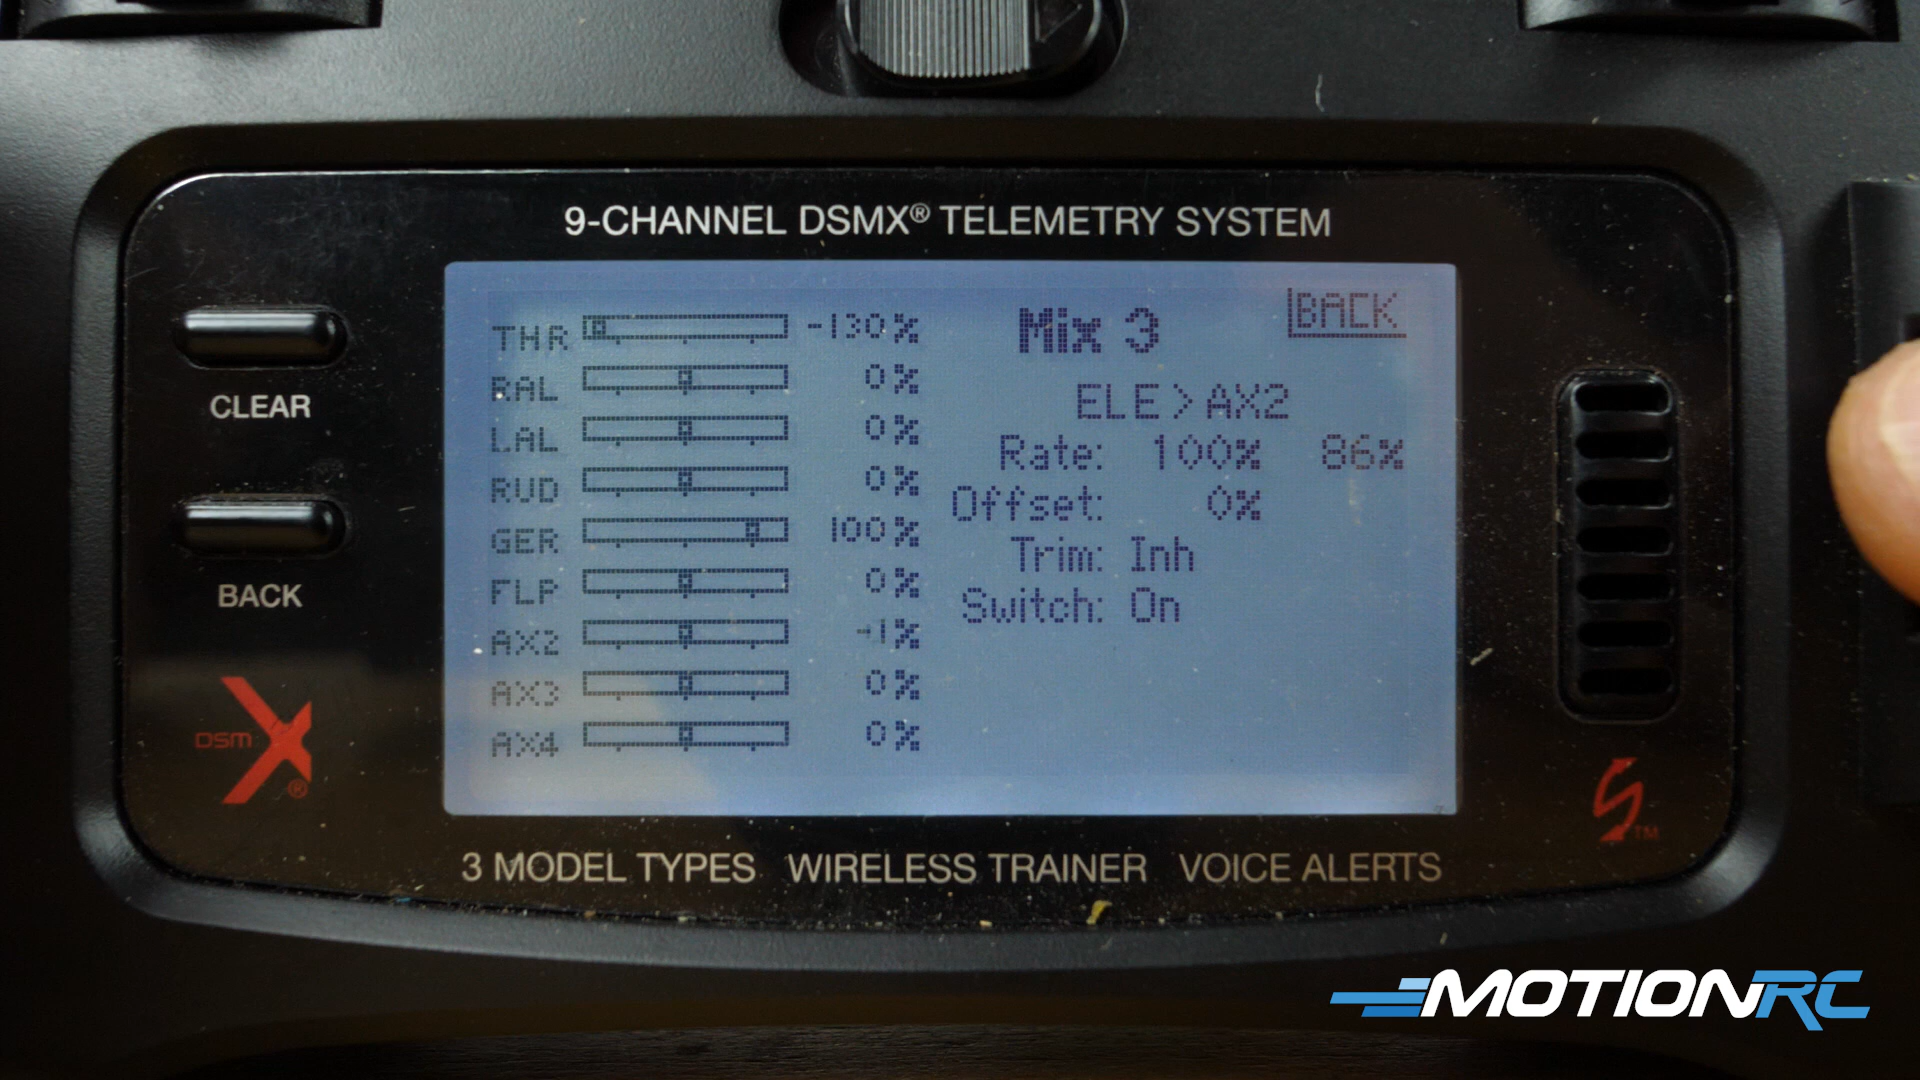 9-CHANNEL DSMX® TELEMETRY SYSTEM
CLEAR
BACK
DSM X®
THR -130%
RAL 0%
LAL 0%
RUD 0%
GER 100%
FLP 0%
AX2 -1%
AX3 0%
AX4 0%
Mix 3
BACK
ELE>AX2
Rate: 100% 86%
Offset: 0%
Trim: Inh
Switch: On
S™
3 MODEL TYPES WIRELESS TRAINER VOICE ALERTS
MOTIONRC